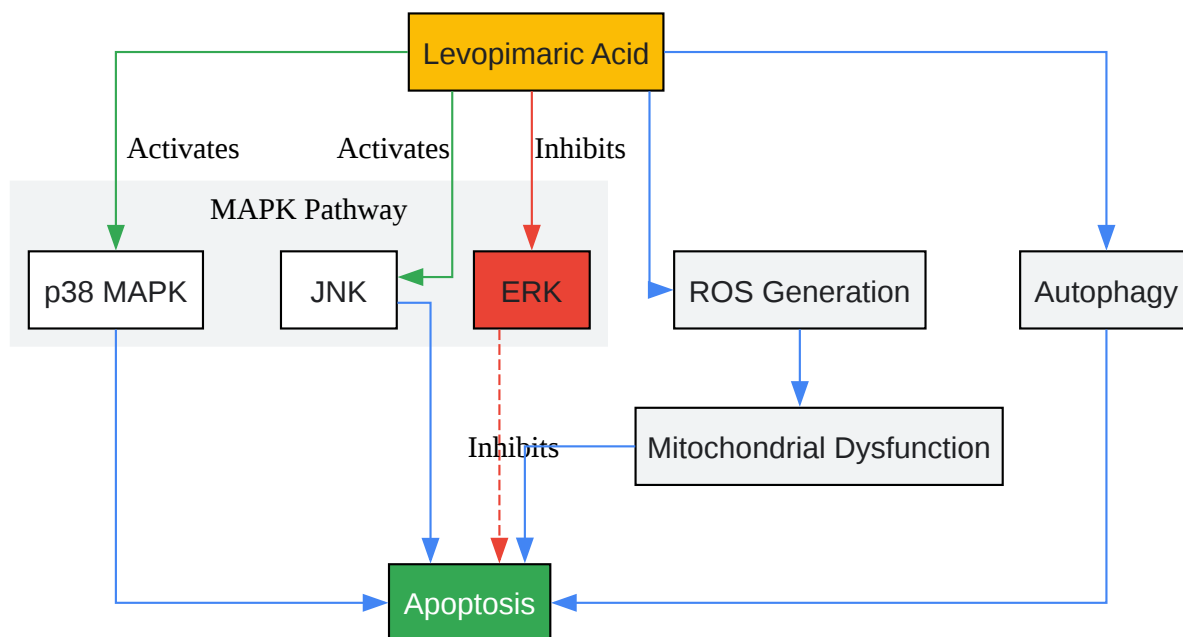 Levopimaric Acid
Activates
Activates
Inhibits
MAPK Pathway
p38 MAPK
JNK
ERK
ROS Generation
Autophagy
Inhibits
Mitochondrial Dysfunction
Apoptosis